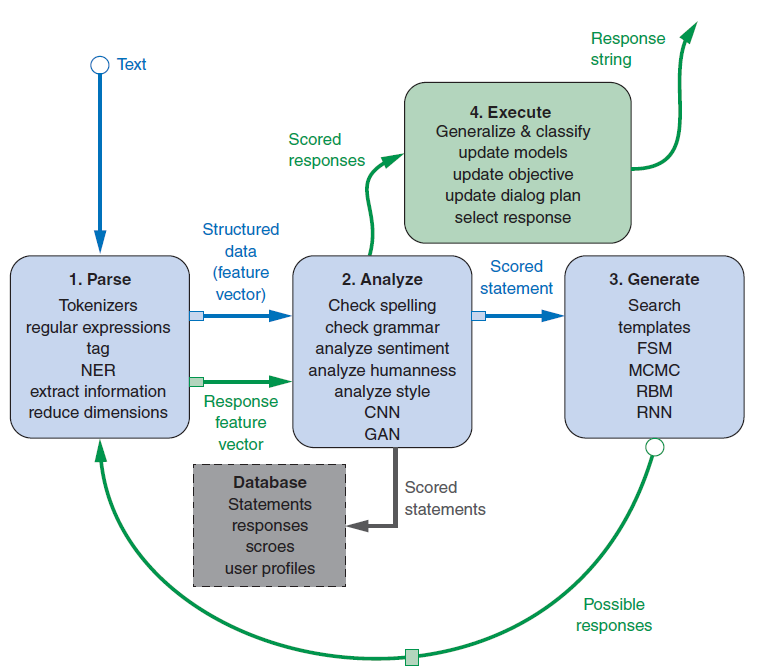 Text
Response
string
4. Execute
Generalize & classify
update models
update objective
update dialog plan
select response
Scored
responses
Structured
data
(feature
vector)
Scored
statement
1. Parse
Tokenizers
regular expressions
tag
NER
extract information
reduce dimensions
2. Analyze
Check spelling
check grammar
analyze sentiment
analyze humanness
analyze style
CNN
GAN
3. Generate
Search
templates
FSM
MCMC
RBM
RNN
Response
feature
vector
Database
Statements
responses
scroes
user profiles
Scored
statements
Possible
responses